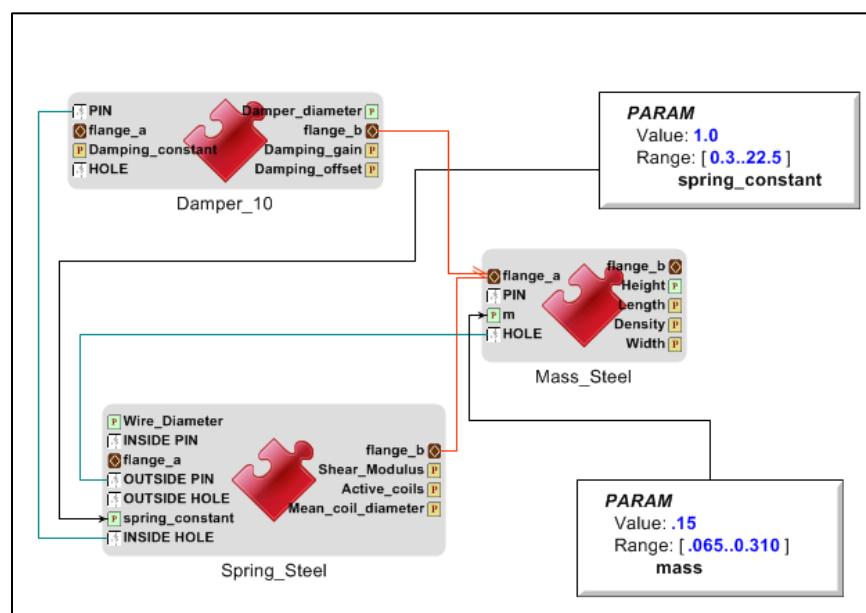 PIN
flange_a
Damping_constant
HOLE
Damper_diameter P
flange_b
Damping_gain P
Damping_offset P
P
Damper_10
PARAM
Value: 1.0
Range: [ 0.3..22.5 ]
spring_constant
flange_a
PIN
P m
HOLE
flange_b
Height P
Length P
Density P
Width P
Mass_Steel
P Wire_Diameter
INSIDE PIN
flange_a
OUTSIDE PIN
OUTSIDE HOLE
P spring_constant
INSIDE HOLE
flange_b
Shear_Modulus P
Active_coils P
Mean_coil_diameter P
Spring_Steel
PARAM
Value: .15
Range: [ .065..0.310 ]
mass